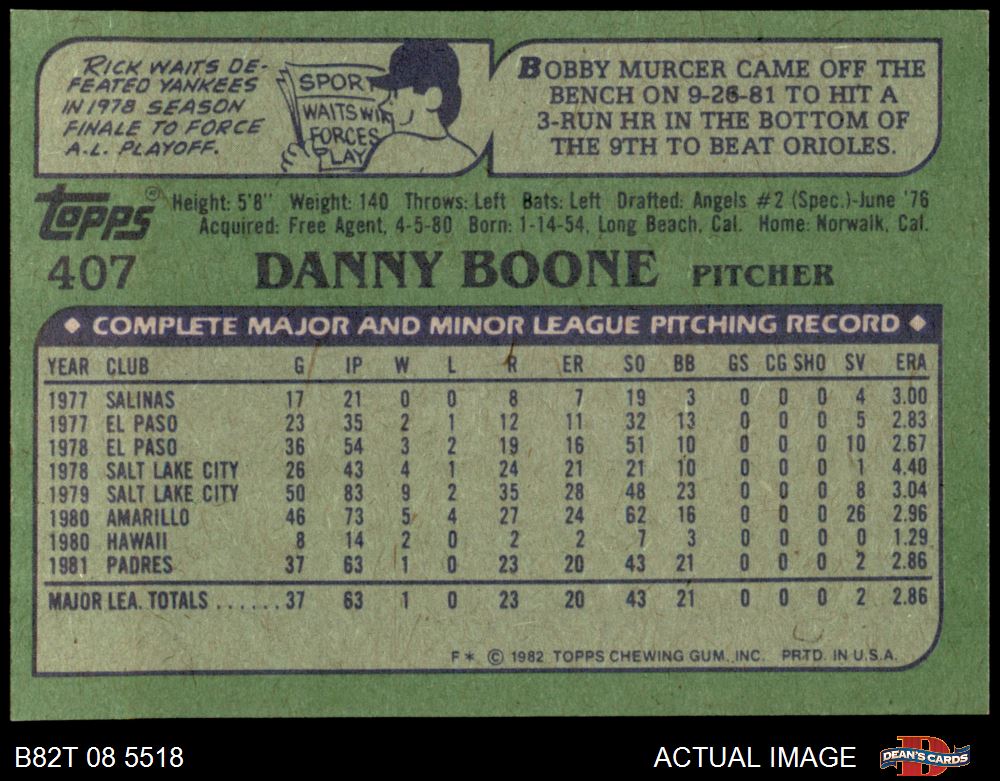 RICK WAITS DE-
FEATED YANKEES
IN 1978 SEASON
FINALE TO FORCE
A.L. PLAYOFF.
SPORT
WAITS WIN
FORCES
PLAY
BOBBY MURCER CAME OFF THE
BENCH ON 9-26-81 TO HIT A
3-RUN HR IN THE BOTTOM OF
THE 9TH TO BEAT ORIOLES.
Topps®
Height: 5'8" Weight: 140 Throws: Left Bats: Left Drafted: Angels #2 (Spec.)-June '76
Acquired: Free Agent, 4-5-80 Born: 1-14-54, Long Beach, Cal. Home: Norwalk, Cal.
407 DANNY BOONE PITCHER
◆ COMPLETE MAJOR AND MINOR LEAGUE PITCHING RECORD ◆
YEAR CLUB G IP W L R ER SO BB GS CG SHO SV ERA
1977 SALINAS 17 21 0 0 8 7 19 3 0 0 0 4 3.00
1977 EL PASO 23 35 2 1 12 11 32 13 0 0 0 5 2.83
1978 EL PASO 36 54 3 2 19 16 51 10 0 0 0 10 2.67
1978 SALT LAKE CITY 26 43 4 1 24 21 21 10 0 0 0 1 4.40
1979 SALT LAKE CITY 50 83 9 2 35 28 48 23 0 0 0 8 3.04
1980 AMARILLO 46 73 5 4 27 24 62 16 0 0 0 26 2.96
1980 HAWAII 8 14 2 0 2 2 7 3 0 0 0 0 1.29
1981 PADRES 37 63 1 0 23 20 43 21 0 0 0 2 2.86
MAJOR LEA. TOTALS ......37 63 1 0 23 20 43 21 0 0 0 2 2.86
F* © 1982 TOPPS CHEWING GUM, INC. PRTD. IN U.S.A.
B82T 08 5518 ACTUAL IMAGE
D
DEAN'S CARDS